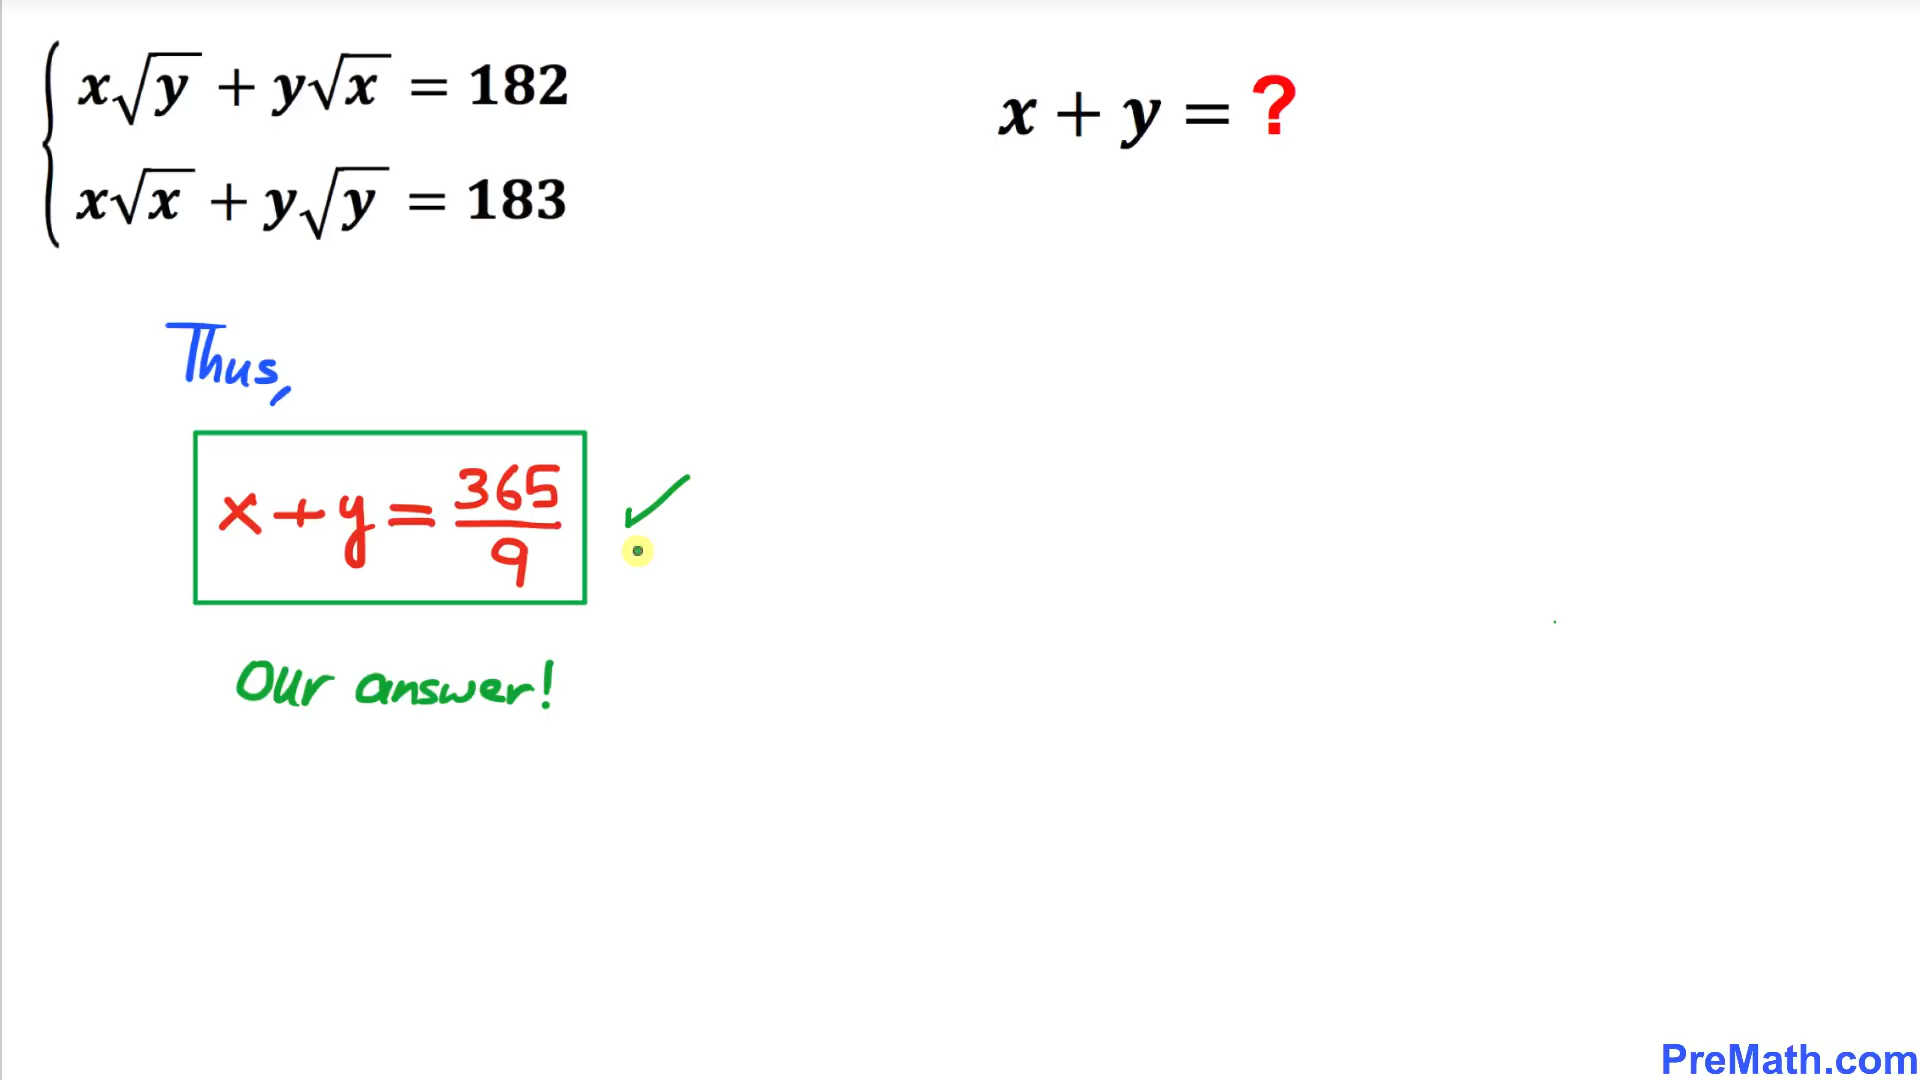 x√y + y√x = 182
x√x + y√y = 183
x + y = ?
Thus,
x + y = 365/9
Our answer!
PreMath.com